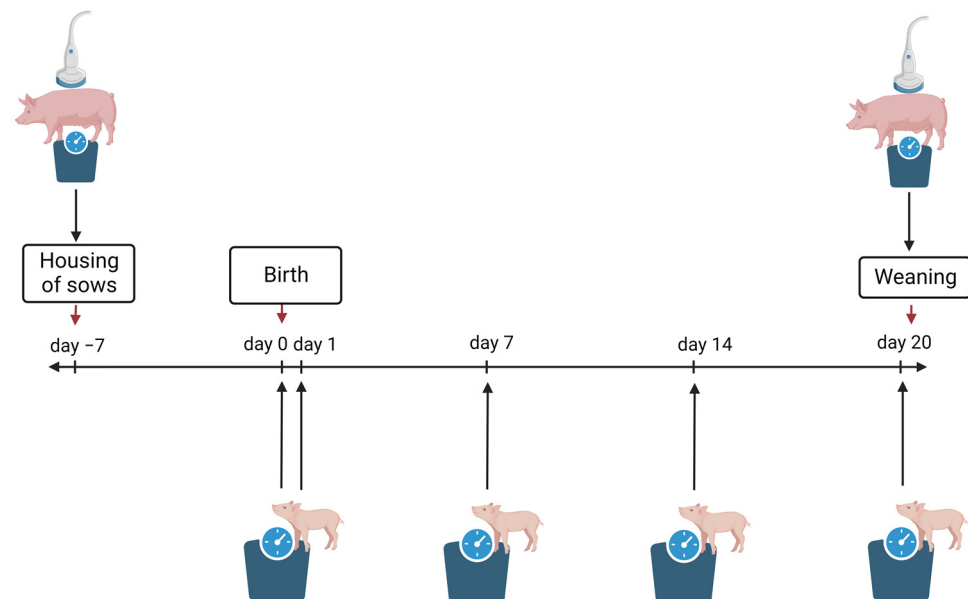 Housing
of sows
Birth
Weaning
day −7
day 0
day 1
day 7
day 14
day 20